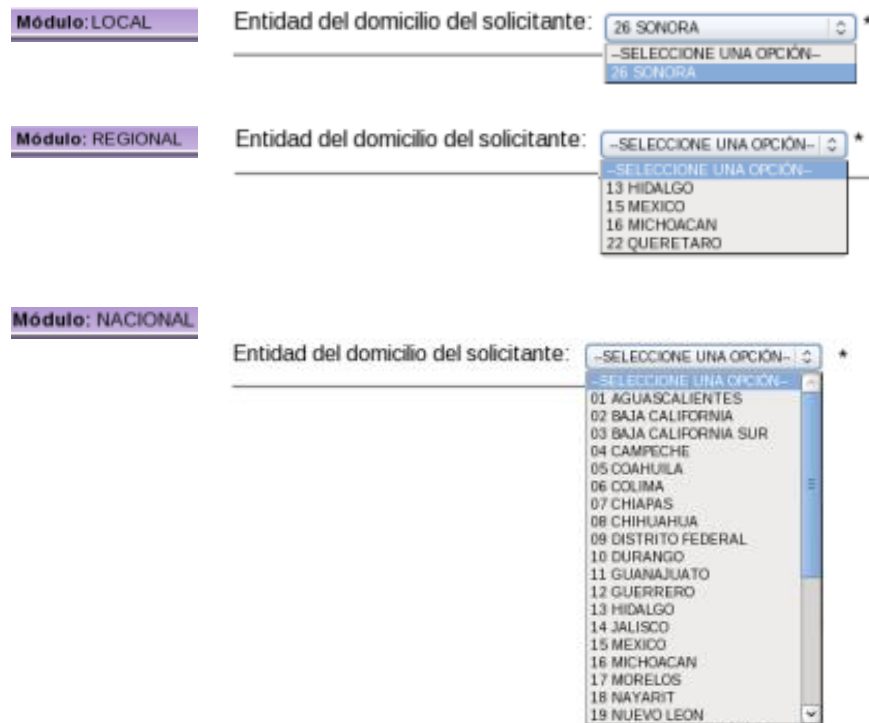 Módulo: LOCAL
Entidad del domicilio del solicitante: 26 SONORA *
--SELECCIONE UNA OPCIÓN--
26 SONORA
Módulo: REGIONAL
Entidad del domicilio del solicitante: --SELECCIONE UNA OPCIÓN-- *
--SELECCIONE UNA OPCIÓN--
13 HIDALGO
15 MEXICO
16 MICHOACAN
22 QUERETARO
Módulo: NACIONAL
Entidad del domicilio del solicitante: --SELECCIONE UNA OPCIÓN-- *
--SELECCIONE UNA OPCIÓN--
01 AGUASCALIENTES
02 BAJA CALIFORNIA
03 BAJA CALIFORNIA SUR
04 CAMPECHE
05 COAHUILA
06 COLIMA
07 CHIAPAS
08 CHIHUAHUA
09 DISTRITO FEDERAL
10 DURANGO
11 GUANAJUATO
12 GUERRERO
13 HIDALGO
14 JALISCO
15 MEXICO
16 MICHOACAN
17 MORELOS
18 NAYARIT
19 NUEVO LEON